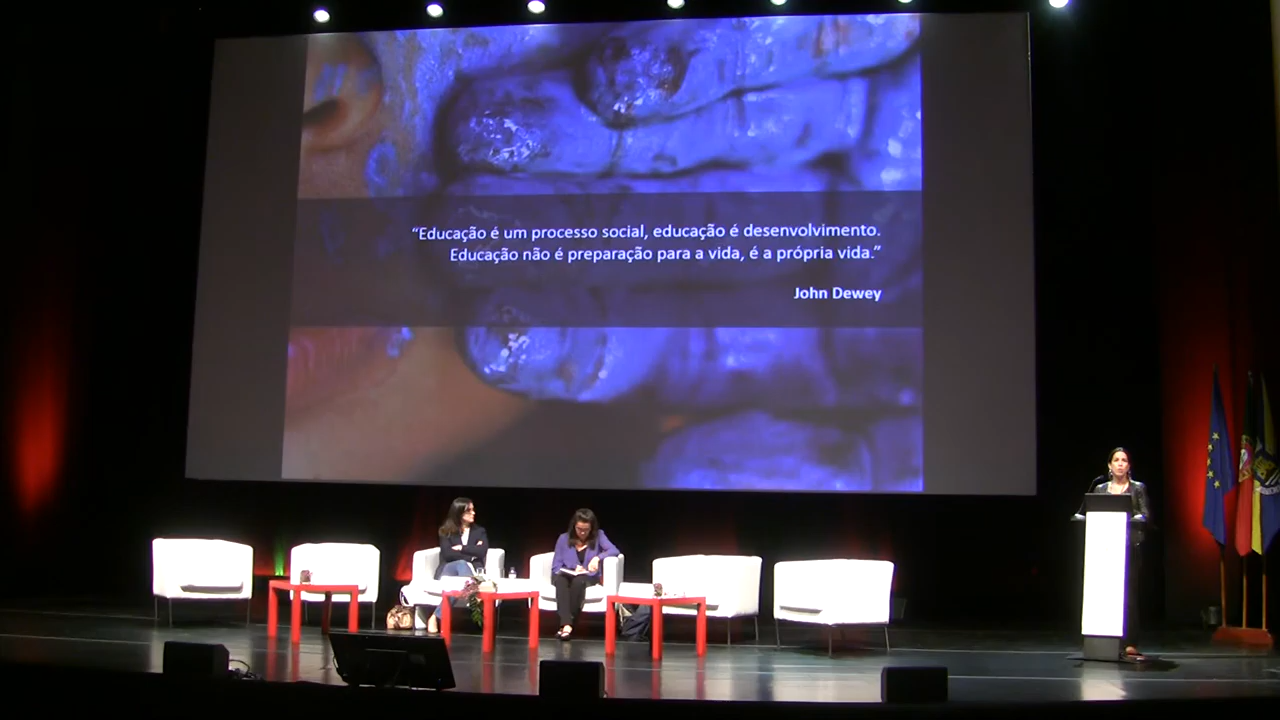 “Educação é um processo social, educação é desenvolvimento.
Educação não é preparação para a vida, é a própria vida.”
John Dewey